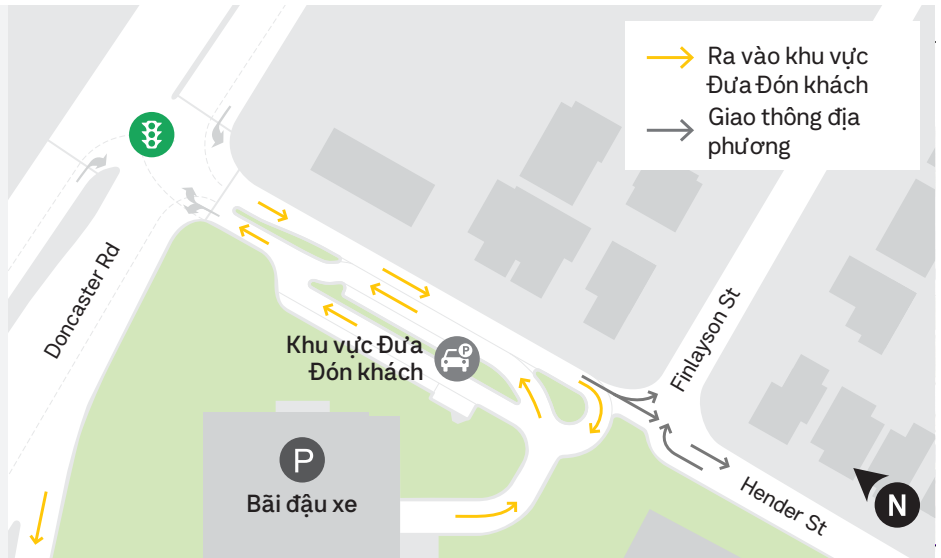 Ra vào khu vực
Đưa Đón khách
Giao thông địa
phương
Doncaster Rd
Khu vực Đưa
Đón khách
P
Finlayson St
P
Bãi đậu xe
Hender St
N